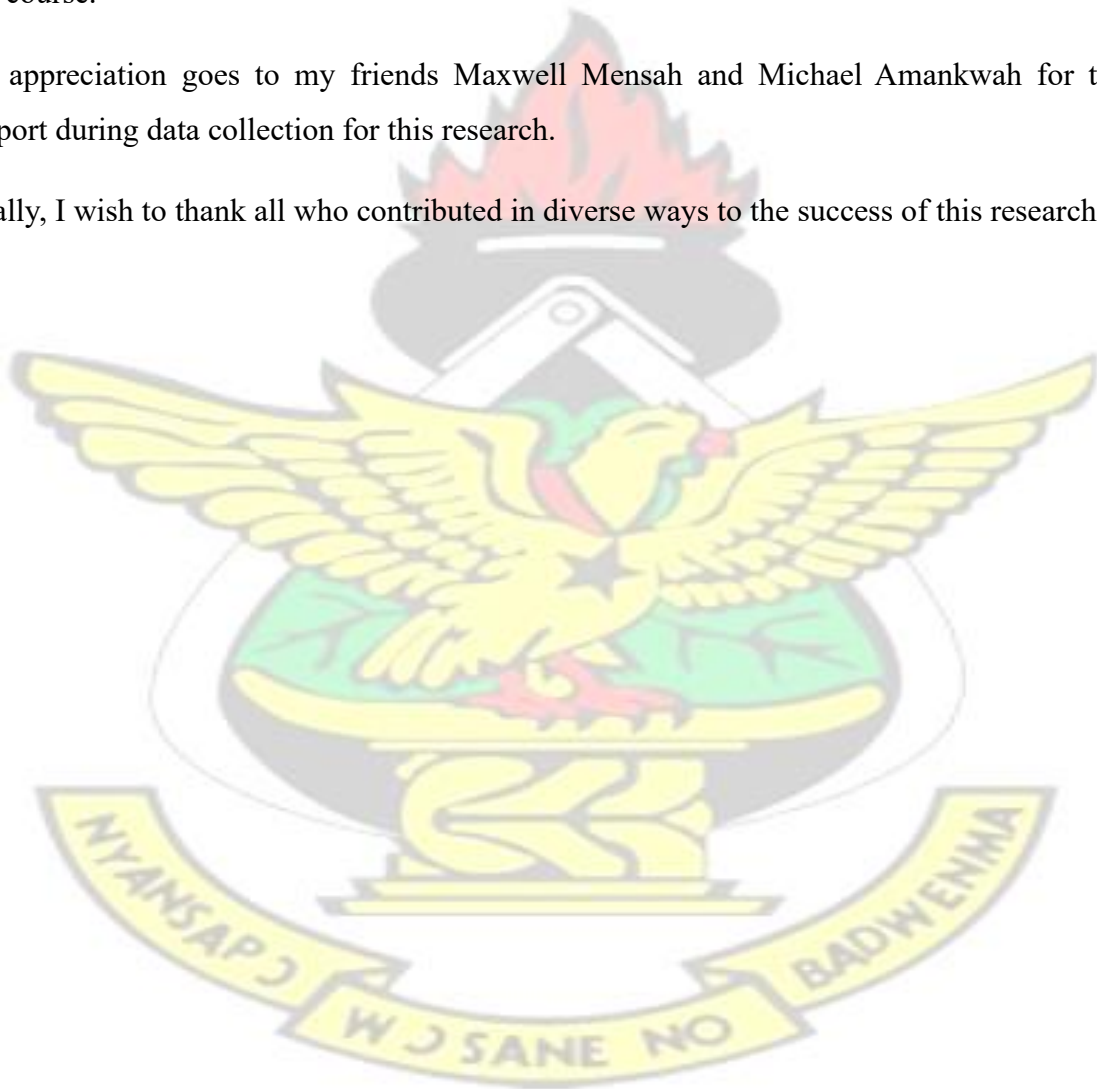 course.
appreciation goes to my friends Maxwell Mensah and Michael Amankwah for t
port during data collection for this research.
ally, I wish to thank all who contributed in diverse ways to the success of this research
NYANSAPƆ
WƆSANE NO
BADWENMA